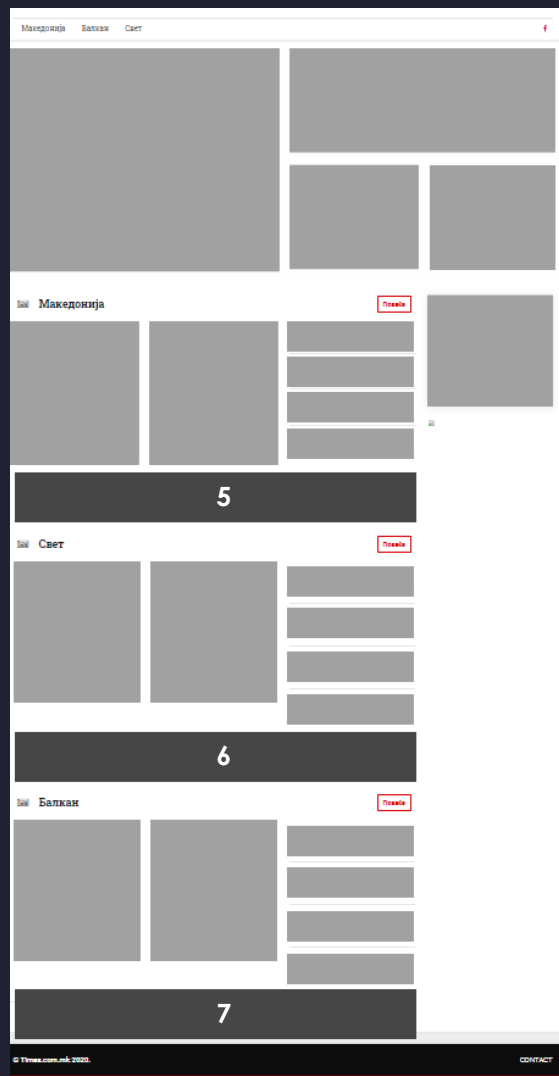 Македонија Балкан Свет f
Македонија Повеќе
5
Свет Повеќе
6
Балкан Повеќе
7
© Times.com.mk 2020. CONTACT